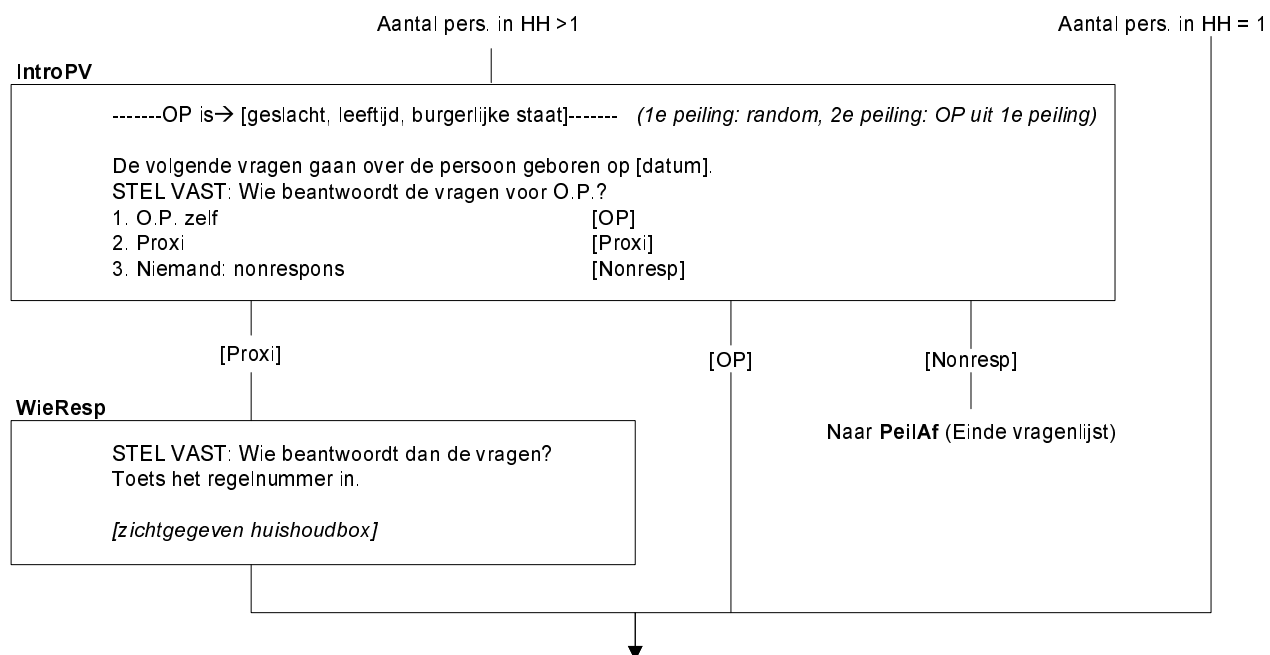 Aantal pers. in HH >1
Aantal pers. in HH = 1
IntroPV
-------OP is→ [geslacht, leeftijd, burgerlijke staat]------- (1e peiling: random, 2e peiling: OP uit 1e peiling)
De volgende vragen gaan over de persoon geboren op [datum].
STEL VAST: Wie beantwoordt de vragen voor O.P.?
1. O.P. zelf [OP]
2. Proxi [Proxi]
3. Niemand: nonrespons [Nonresp]
[Proxi]
[OP]
[Nonresp]
Naar PeilAf (Einde vragenlijst)
WieResp
STEL VAST: Wie beantwoordt dan de vragen?
Toets het regelnummer in.
[zichtgegeven huishoudbox]